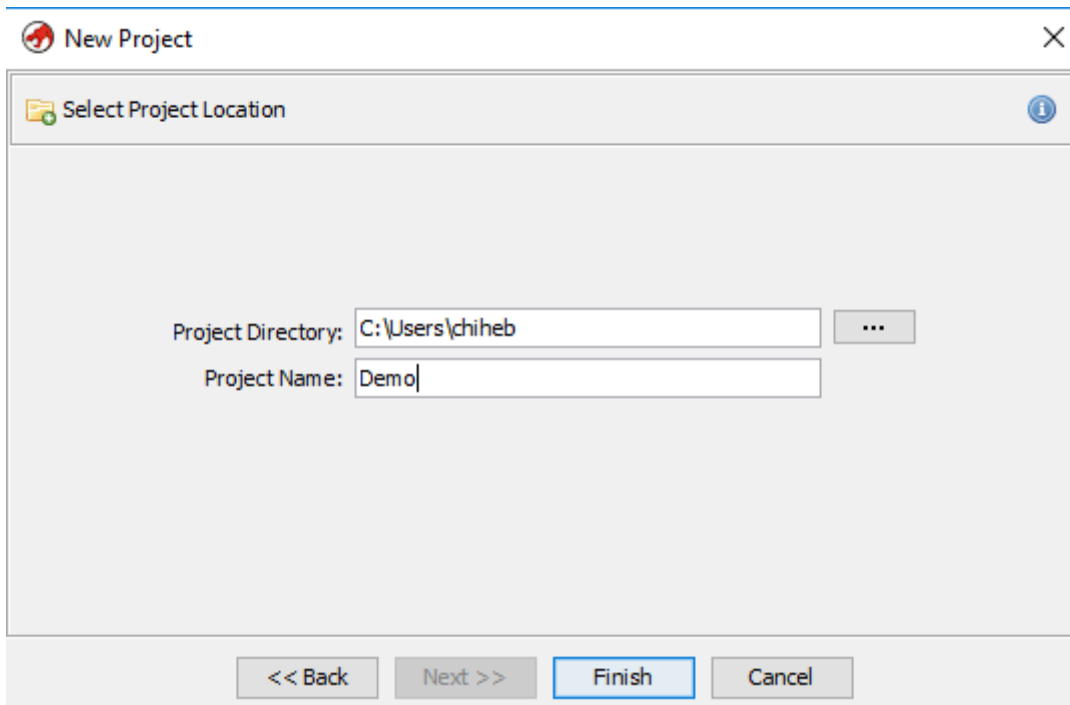 New Project
Select Project Location
Project Directory: C:\Users\chiheb ...
Project Name: Demo
<< Back Next >> Finish Cancel